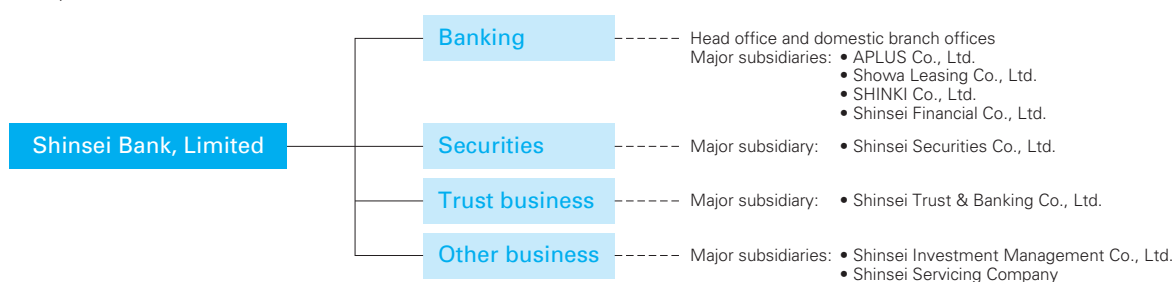 Banking
Head office and domestic branch offices
Major subsidiaries: • APLUS Co., Ltd.
• Showa Leasing Co., Ltd.
• SHINKI Co., Ltd.
• Shinsei Financial Co., Ltd.
Shinsei Bank, Limited
Securities
Major subsidiary: • Shinsei Securities Co., Ltd.
Trust business
Major subsidiary: • Shinsei Trust & Banking Co., Ltd.
Other business
Major subsidiaries: • Shinsei Investment Management Co., Ltd.
• Shinsei Servicing Company